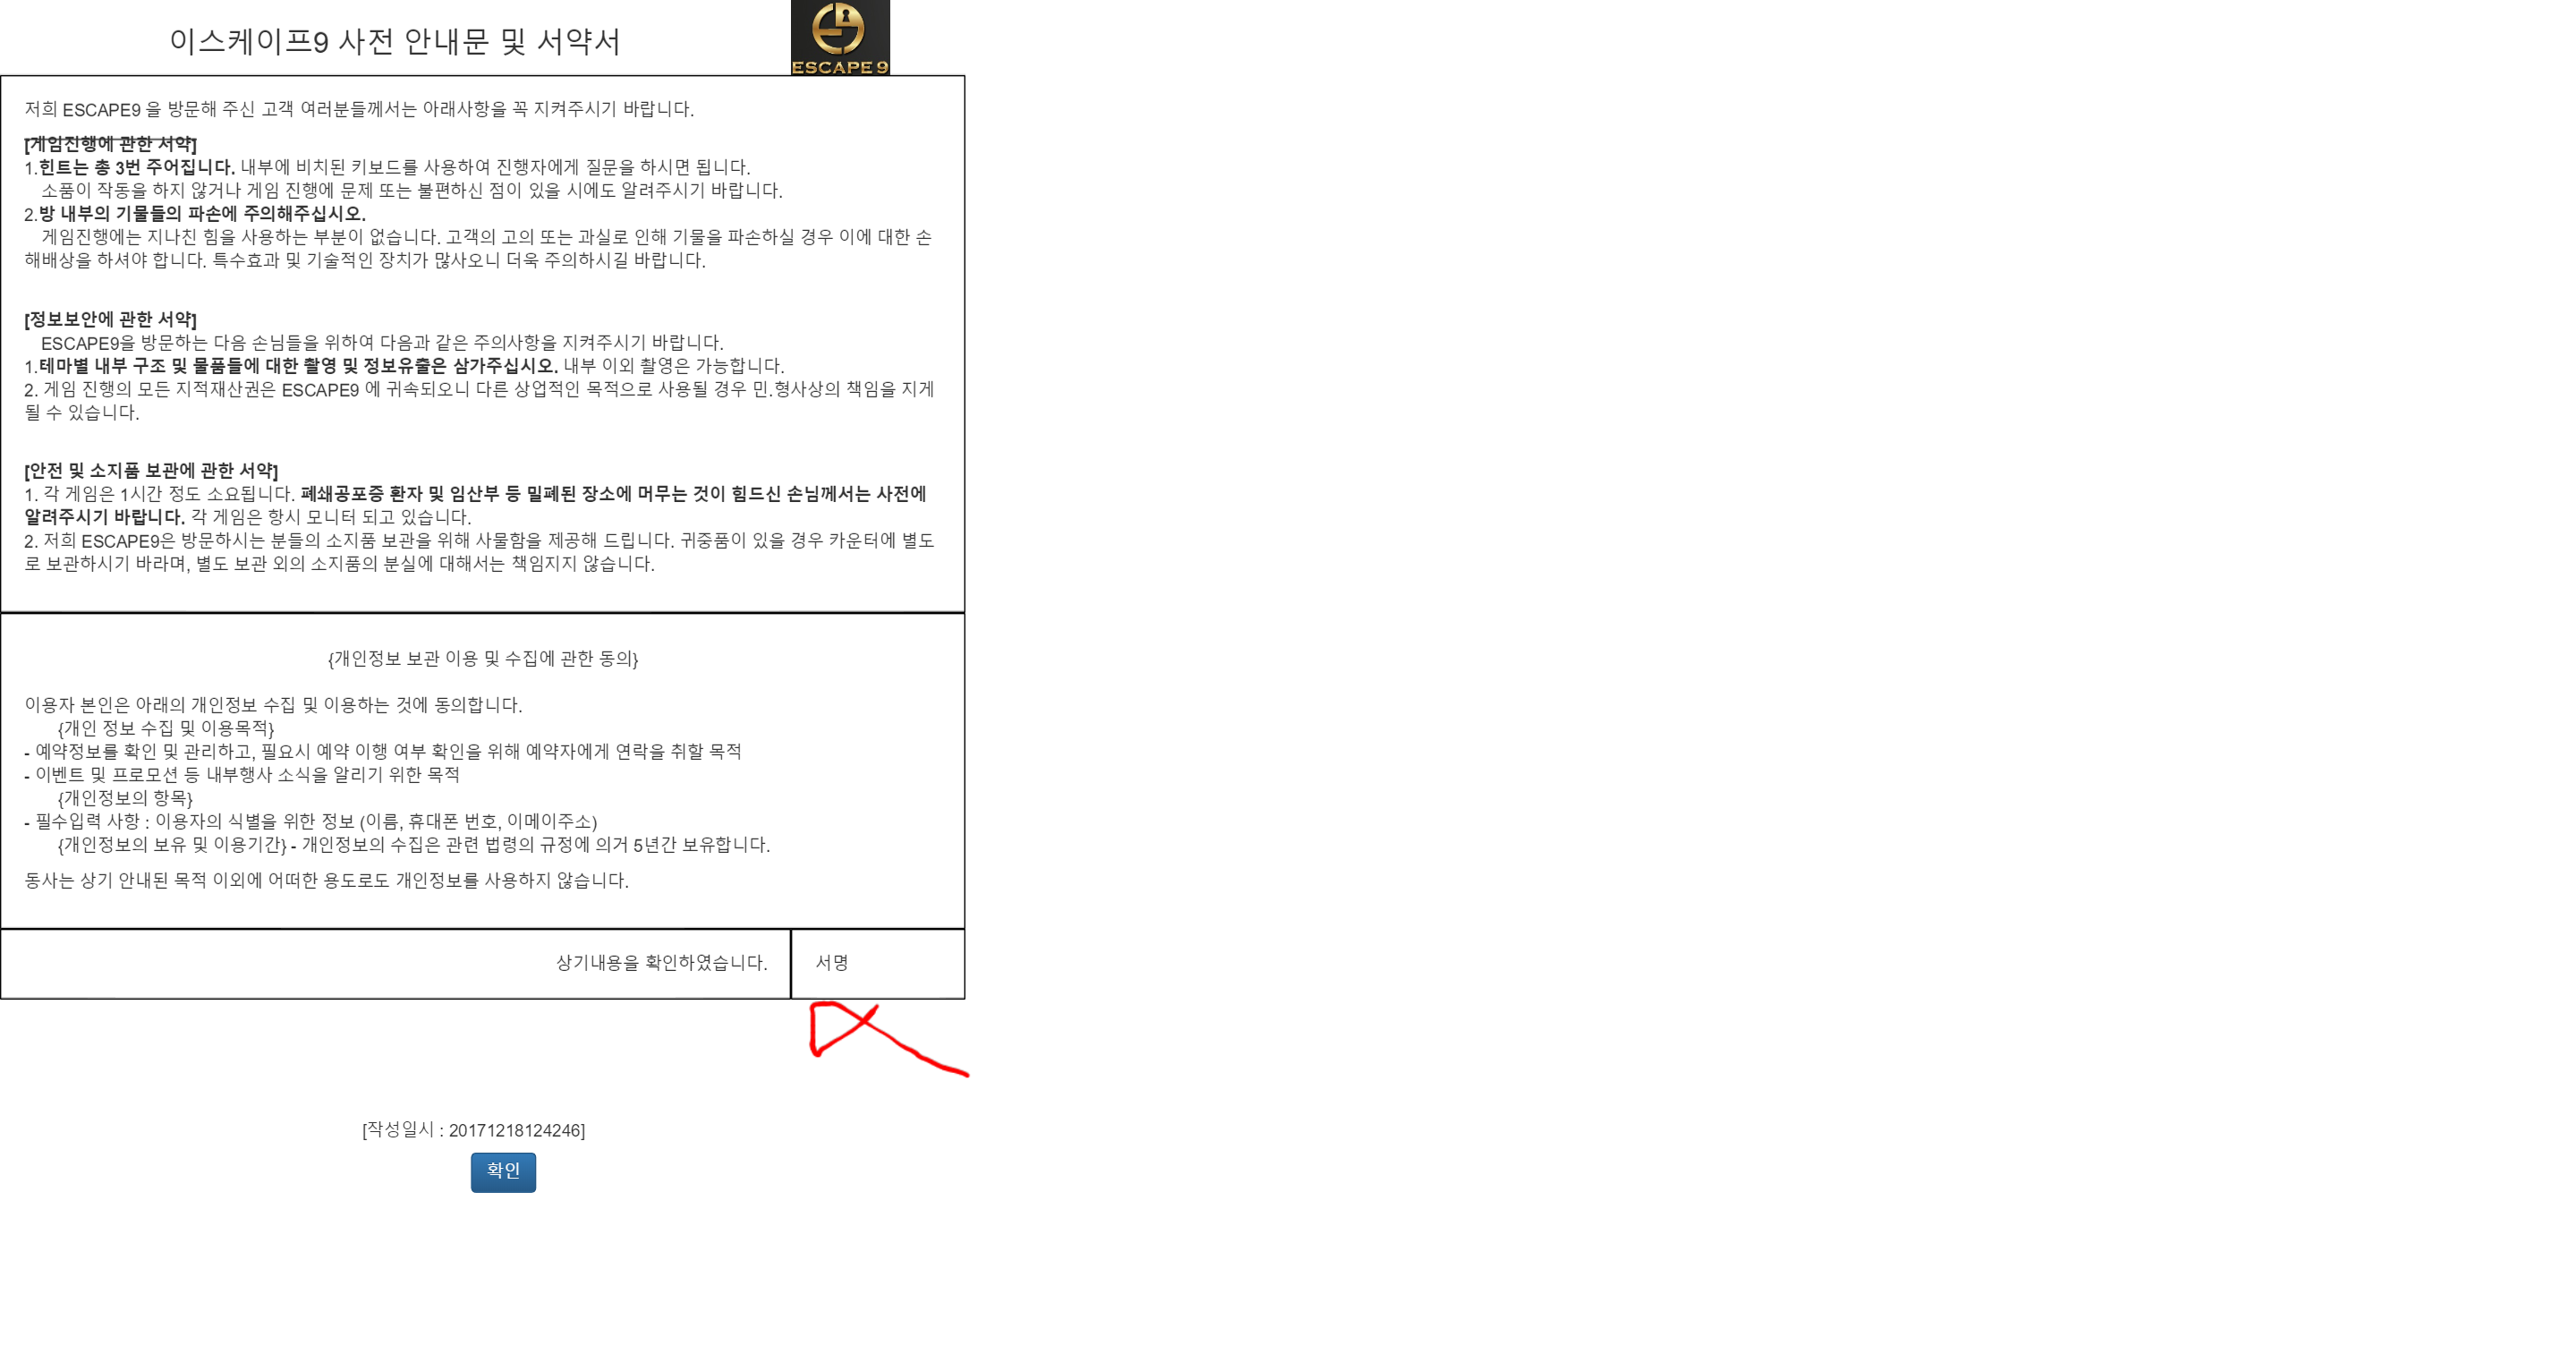 이스케이프9 사전 안내문 및 서약서
ESCAPE 9
저희 ESCAPE9 을 방문해 주신 고객 여러분들께서는 아래사항을 꼭 지켜주시기 바랍니다.
[게임진행에 관한 서약]
1.힌트는 총 3번 주어집니다. 내부에 비치된 키보드를 사용하여 진행자에게 질문을 하시면 됩니다.
소품이 작동을 하지 않거나 게임 진행에 문제 또는 불편하신 점이 있을 시에도 알려주시기 바랍니다.
2.방 내부의 기물들의 파손에 주의해주십시오.
게임진행에는 지나친 힘을 사용하는 부분이 없습니다. 고객의 고의 또는 과실로 인해 기물을 파손하실 경우 이에 대한 손
해배상을 하셔야 합니다. 특수효과 및 기술적인 장치가 많사오니 더욱 주의하시길 바랍니다.
[정보보안에 관한 서약]
ESCAPE9을 방문하는 다음 손님들을 위하여 다음과 같은 주의사항을 지켜주시기 바랍니다.
1.테마별 내부 구조 및 물품들에 대한 촬영 및 정보유출은 삼가주십시오. 내부 이외 촬영은 가능합니다.
2. 게임 진행의 모든 지적재산권은 ESCAPE9 에 귀속되오니 다른 상업적인 목적으로 사용될 경우 민.형사상의 책임을 지게
될 수 있습니다.
[안전 및 소지품 보관에 관한 서약]
1. 각 게임은 1시간 정도 소요됩니다. 폐쇄공포증 환자 및 임산부 등 밀폐된 장소에 머무는 것이 힘드신 손님께서는 사전에
알려주시기 바랍니다. 각 게임은 항시 모니터 되고 있습니다.
2. 저희 ESCAPE9은 방문하시는 분들의 소지품 보관을 위해 사물함을 제공해 드립니다. 귀중품이 있을 경우 카운터에 별도
로 보관하시기 바라며, 별도 보관 외의 소지품의 분실에 대해서는 책임지지 않습니다.
{개인정보 보관 이용 및 수집에 관한 동의}
이용자 본인은 아래의 개인정보 수집 및 이용하는 것에 동의합니다.
{개인 정보 수집 및 이용목적}
- 예약정보를 확인 및 관리하고, 필요시 예약 이행 여부 확인을 위해 예약자에게 연락을 취할 목적
- 이벤트 및 프로모션 등 내부행사 소식을 알리기 위한 목적
{개인정보의 항목}
- 필수입력 사항 : 이용자의 식별을 위한 정보 (이름, 휴대폰 번호, 이메이주소)
{개인정보의 보유 및 이용기간} - 개인정보의 수집은 관련 법령의 규정에 의거 5년간 보유합니다.
동사는 상기 안내된 목적 이외에 어떠한 용도로도 개인정보를 사용하지 않습니다.
상기내용을 확인하였습니다.
서명
[작성일시 : 20171218124246]
확인